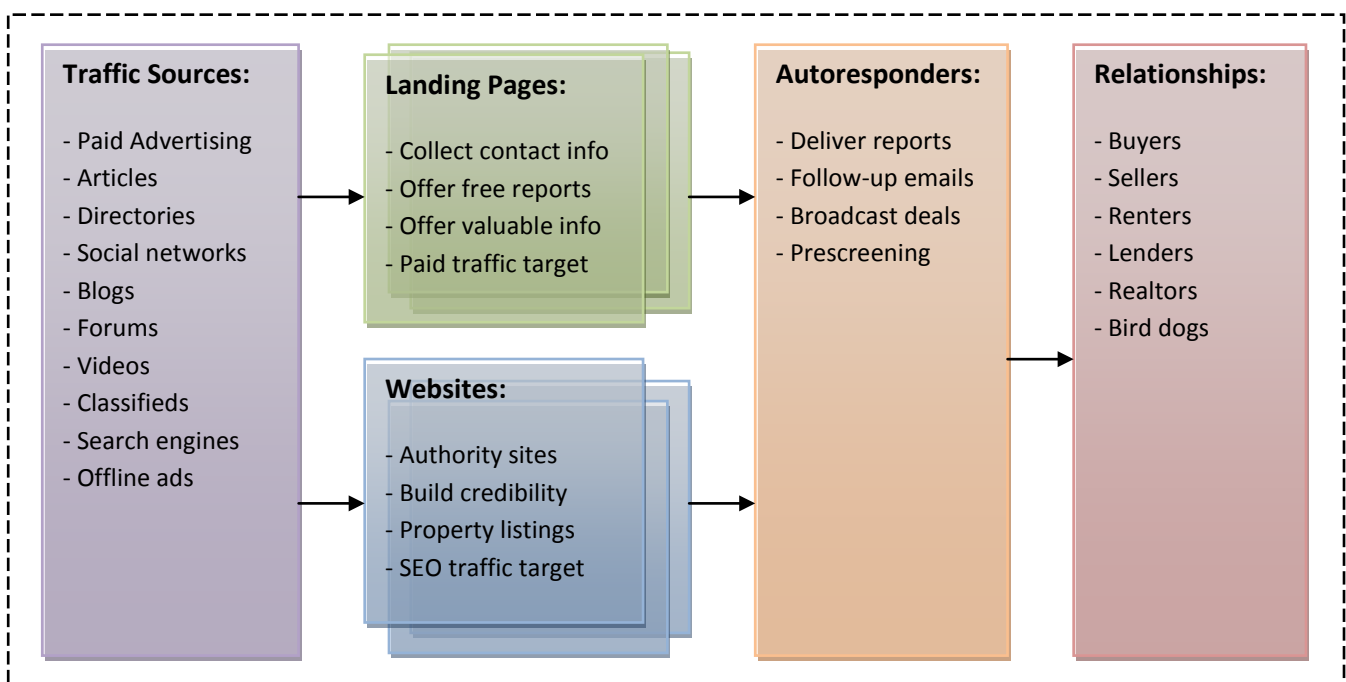 Traffic Sources:
- Paid Advertising
- Articles
- Directories
- Social networks
- Blogs
- Forums
- Videos
- Classifieds
- Search engines
- Offline ads
Landing Pages:
- Collect contact info
- Offer free reports
- Offer valuable info
- Paid traffic target
Websites:
- Authority sites
- Build credibility
- Property listings
- SEO traffic target
Autoresponders:
- Deliver reports
- Follow-up emails
- Broadcast deals
- Prescreening
Relationships:
- Buyers
- Sellers
- Renters
- Lenders
- Realtors
- Bird dogs